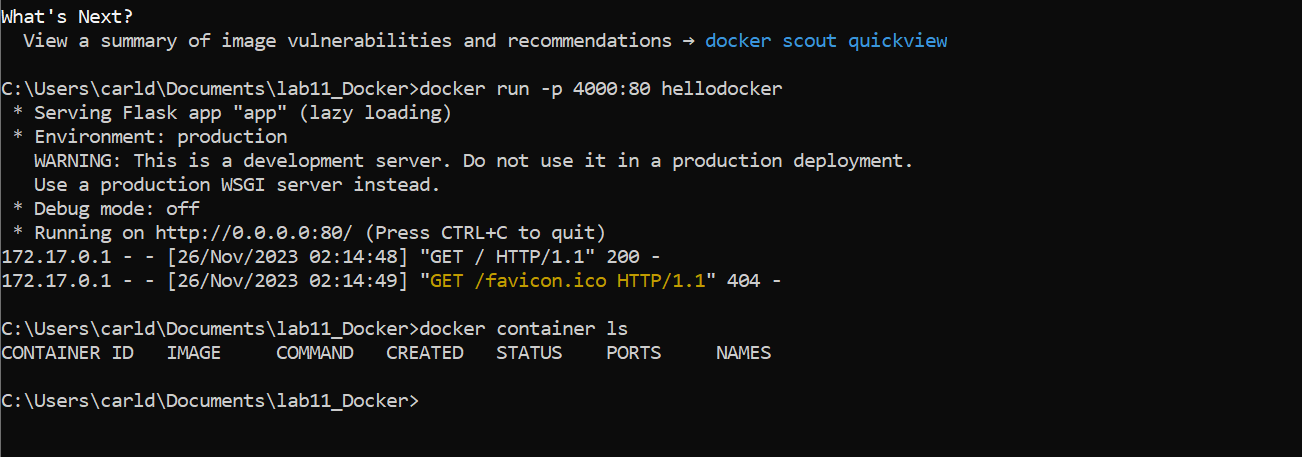 What's Next?
  View a summary of image vulnerabilities and recommendations → docker scout quickview
C:\Users\carld\Documents\lab11_Docker>docker run -p 4000:80 hellodocker
 * Serving Flask app "app" (lazy loading)
 * Environment: production
   WARNING: This is a development server. Do not use it in a production deployment.
   Use a production WSGI server instead.
 * Debug mode: off
 * Running on http://0.0.0.0:80/ (Press CTRL+C to quit)
172.17.0.1 - - [26/Nov/2023 02:14:48] "GET / HTTP/1.1" 200 -
172.17.0.1 - - [26/Nov/2023 02:14:49] "GET /favicon.ico HTTP/1.1" 404 -
C:\Users\carld\Documents\lab11_Docker>docker container ls
CONTAINER ID   IMAGE     COMMAND   CREATED   STATUS    PORTS     NAMES
C:\Users\carld\Documents\lab11_Docker>